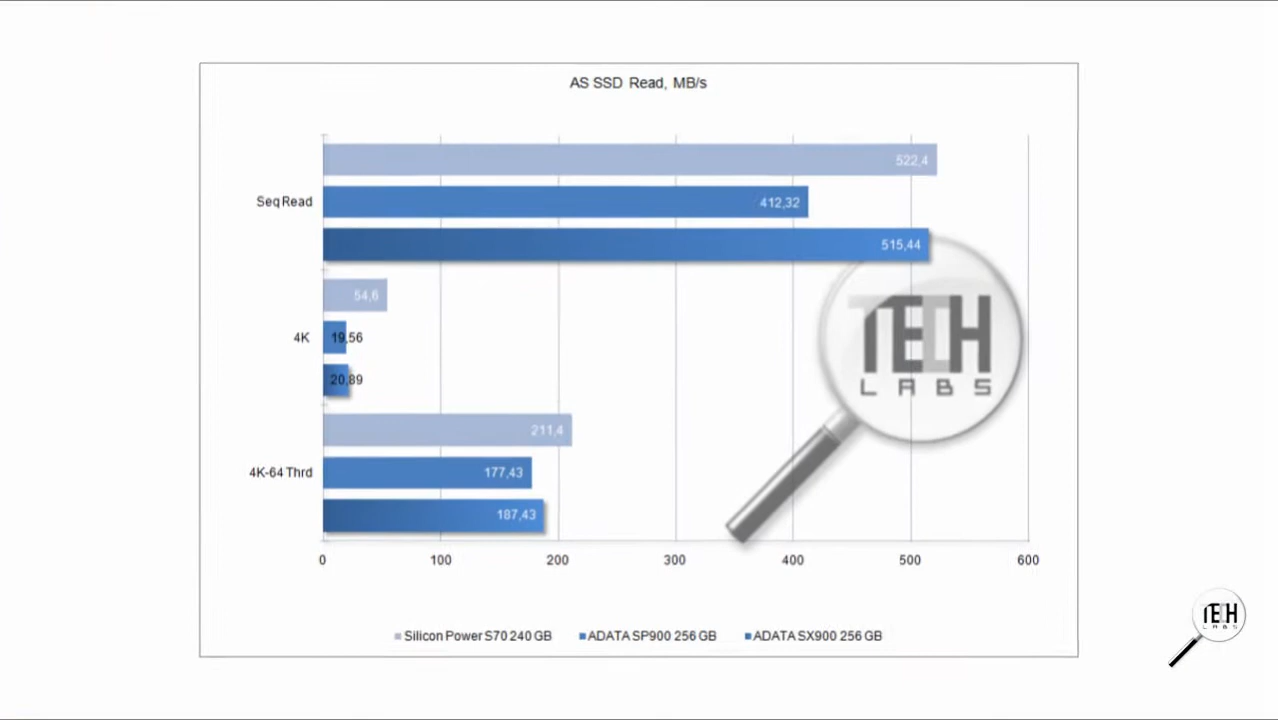 AS SSD Read, MB/s
522,4
Seq Read
412,32
515,44
54,6
4K
19,56
20,89
211,4
4K-64 Thrd
177,43
187,43
0 100 200 300 400 500 600
Silicon Power S70 240 GB ADATA SP900 256 GB ADATA SX900 256 GB
TECH
LABS
TECH
LABS